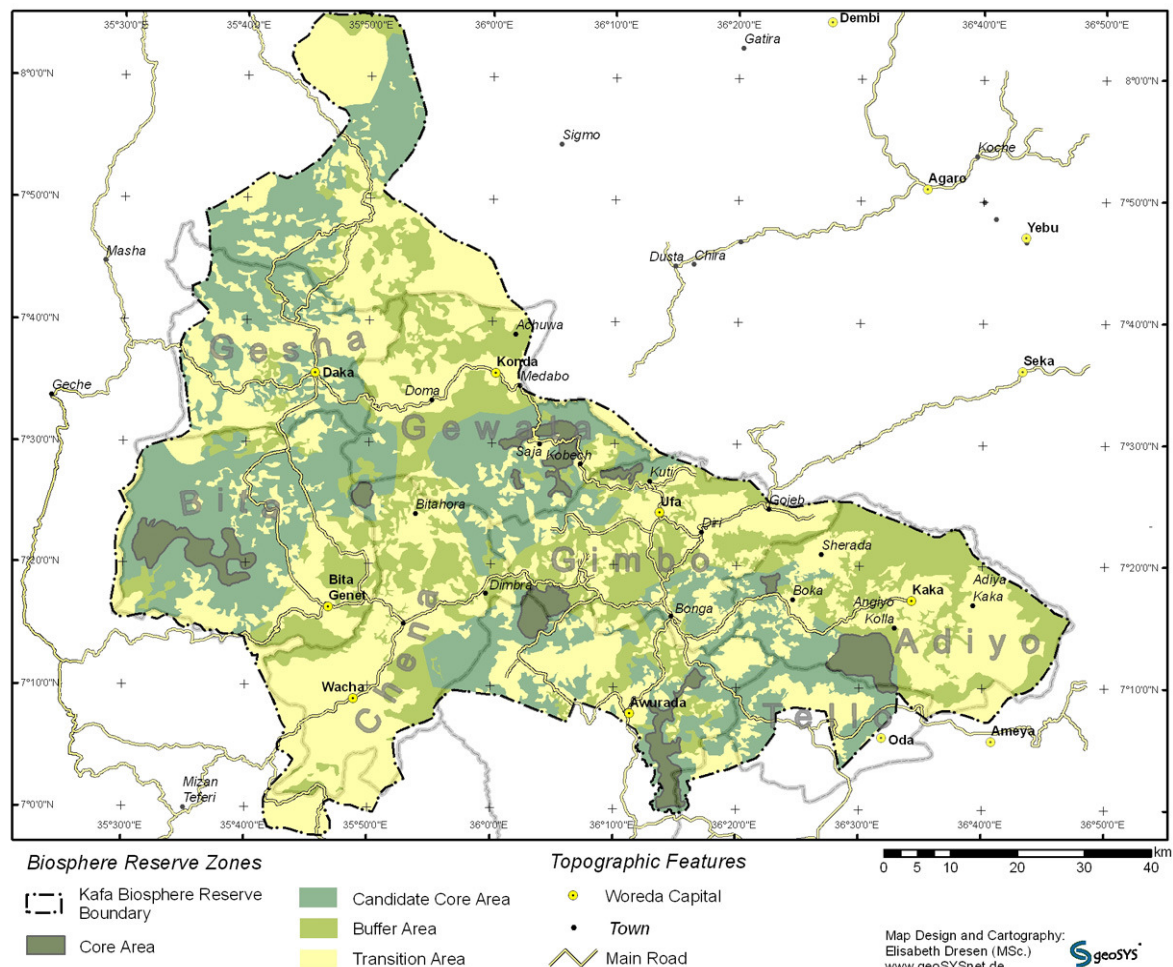 35°30'0"E 35°40'0"E 35°50'0"E 36°0'0"E 36°10'0"E 36°20'0"E 36°30'0"E 36°40'0"E 36°50'0"E
Dembi
Gatira
8°0'0"N 8°0'0"N
Sigmo
Koche
Agaro
7°50'0"N 7°50'0"N
Yebu
Masha
Dusta Chira
7°40'0"N 7°40'0"N
Achuwa
Gesha
Daka
Konda
Medabo
Seka
Geche
Doma
Gewata
7°30'0"N 7°30'0"N
Saja Kobech
Kuti
Bita
Bitahora
Ufa
Gojeb
Diri
Gimbo
Sherada
7°20'0"N 7°20'0"N
Bita
Genet
Dimbra
Bonga
Boka
Angiyo
Kolla
Kaka
Adiya
Kaka
Adiyo
Chena
7°10'0"N 7°10'0"N
Wacha
Awurada
Tello
Oda
Ameya
Mizan
Teferi
7°0'0"N 7°0'0"N
35°30'0"E 35°40'0"E 35°50'0"E 36°0'0"E 36°10'0"E 36°20'0"E 36°30'0"E 36°40'0"E 36°50'0"E
Biosphere Reserve Zones
Kafa Biosphere Reserve
Boundary
Core Area
Candidate Core Area
Buffer Area
Transition Area
Topographic Features
Woreda Capital
Town
Main Road
km
0 5 10 20 30 40
Map Design and Cartography:
Elisabeth Dresen (MSc.)
www.geoSYSnet.de
geoSYS